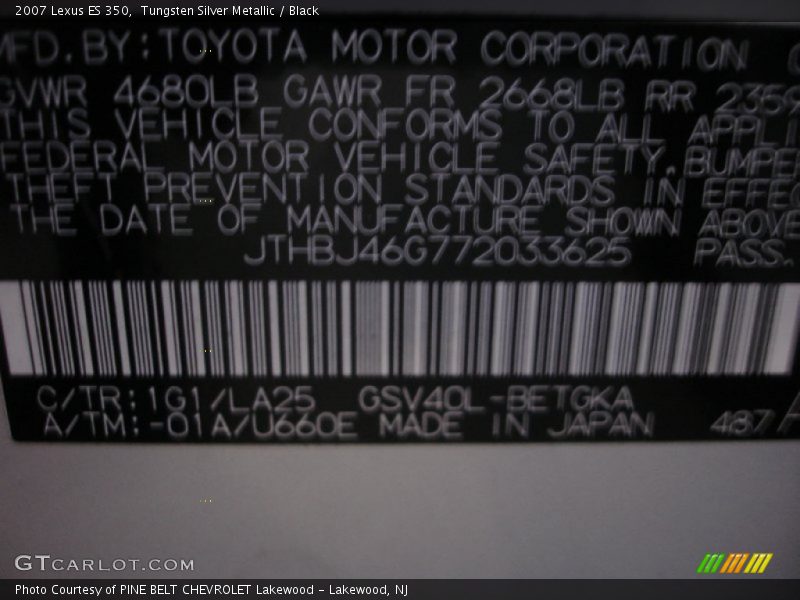 2007 Lexus ES 350, Tungsten Silver Metallic / Black
MFD. BY: TOYOTA MOTOR CORPORATION
GVWR 4680LB GAWR FR 2668LB RR 2359
THIS VEHICLE CONFORMS TO ALL APPLI
FEDERAL MOTOR VEHICLE SAFETY, BUMPER
THEFT PREVENTION STANDARDS IN EFFEC
THE DATE OF MANUFACTURE SHOWN ABOVE
JTHBJ46G772033625 PASS.
C/TR: 1G1/LA25 GSV40L-BETGKA
A/TM: -01A/U660E MADE IN JAPAN 487
GTCARLOT.COM
Photo Courtesy of PINE BELT CHEVROLET Lakewood - Lakewood, NJ